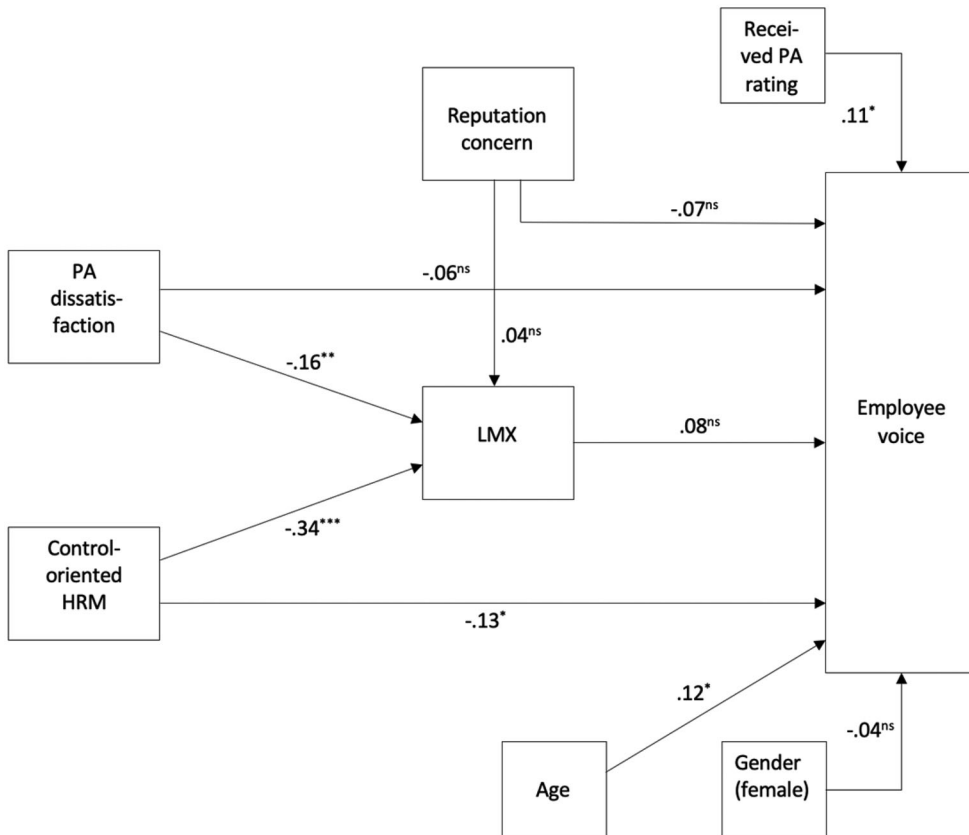 Recei-
ved PA
rating
.11*
Reputation
concern
-.07ns
PA
dissatis-
faction
-.06ns
.04ns
-.16**
LMX
.08ns
Employee
voice
-.34***
Control-
oriented
HRM
-.13*
.12*
Age
Gender
(female)
-.04ns